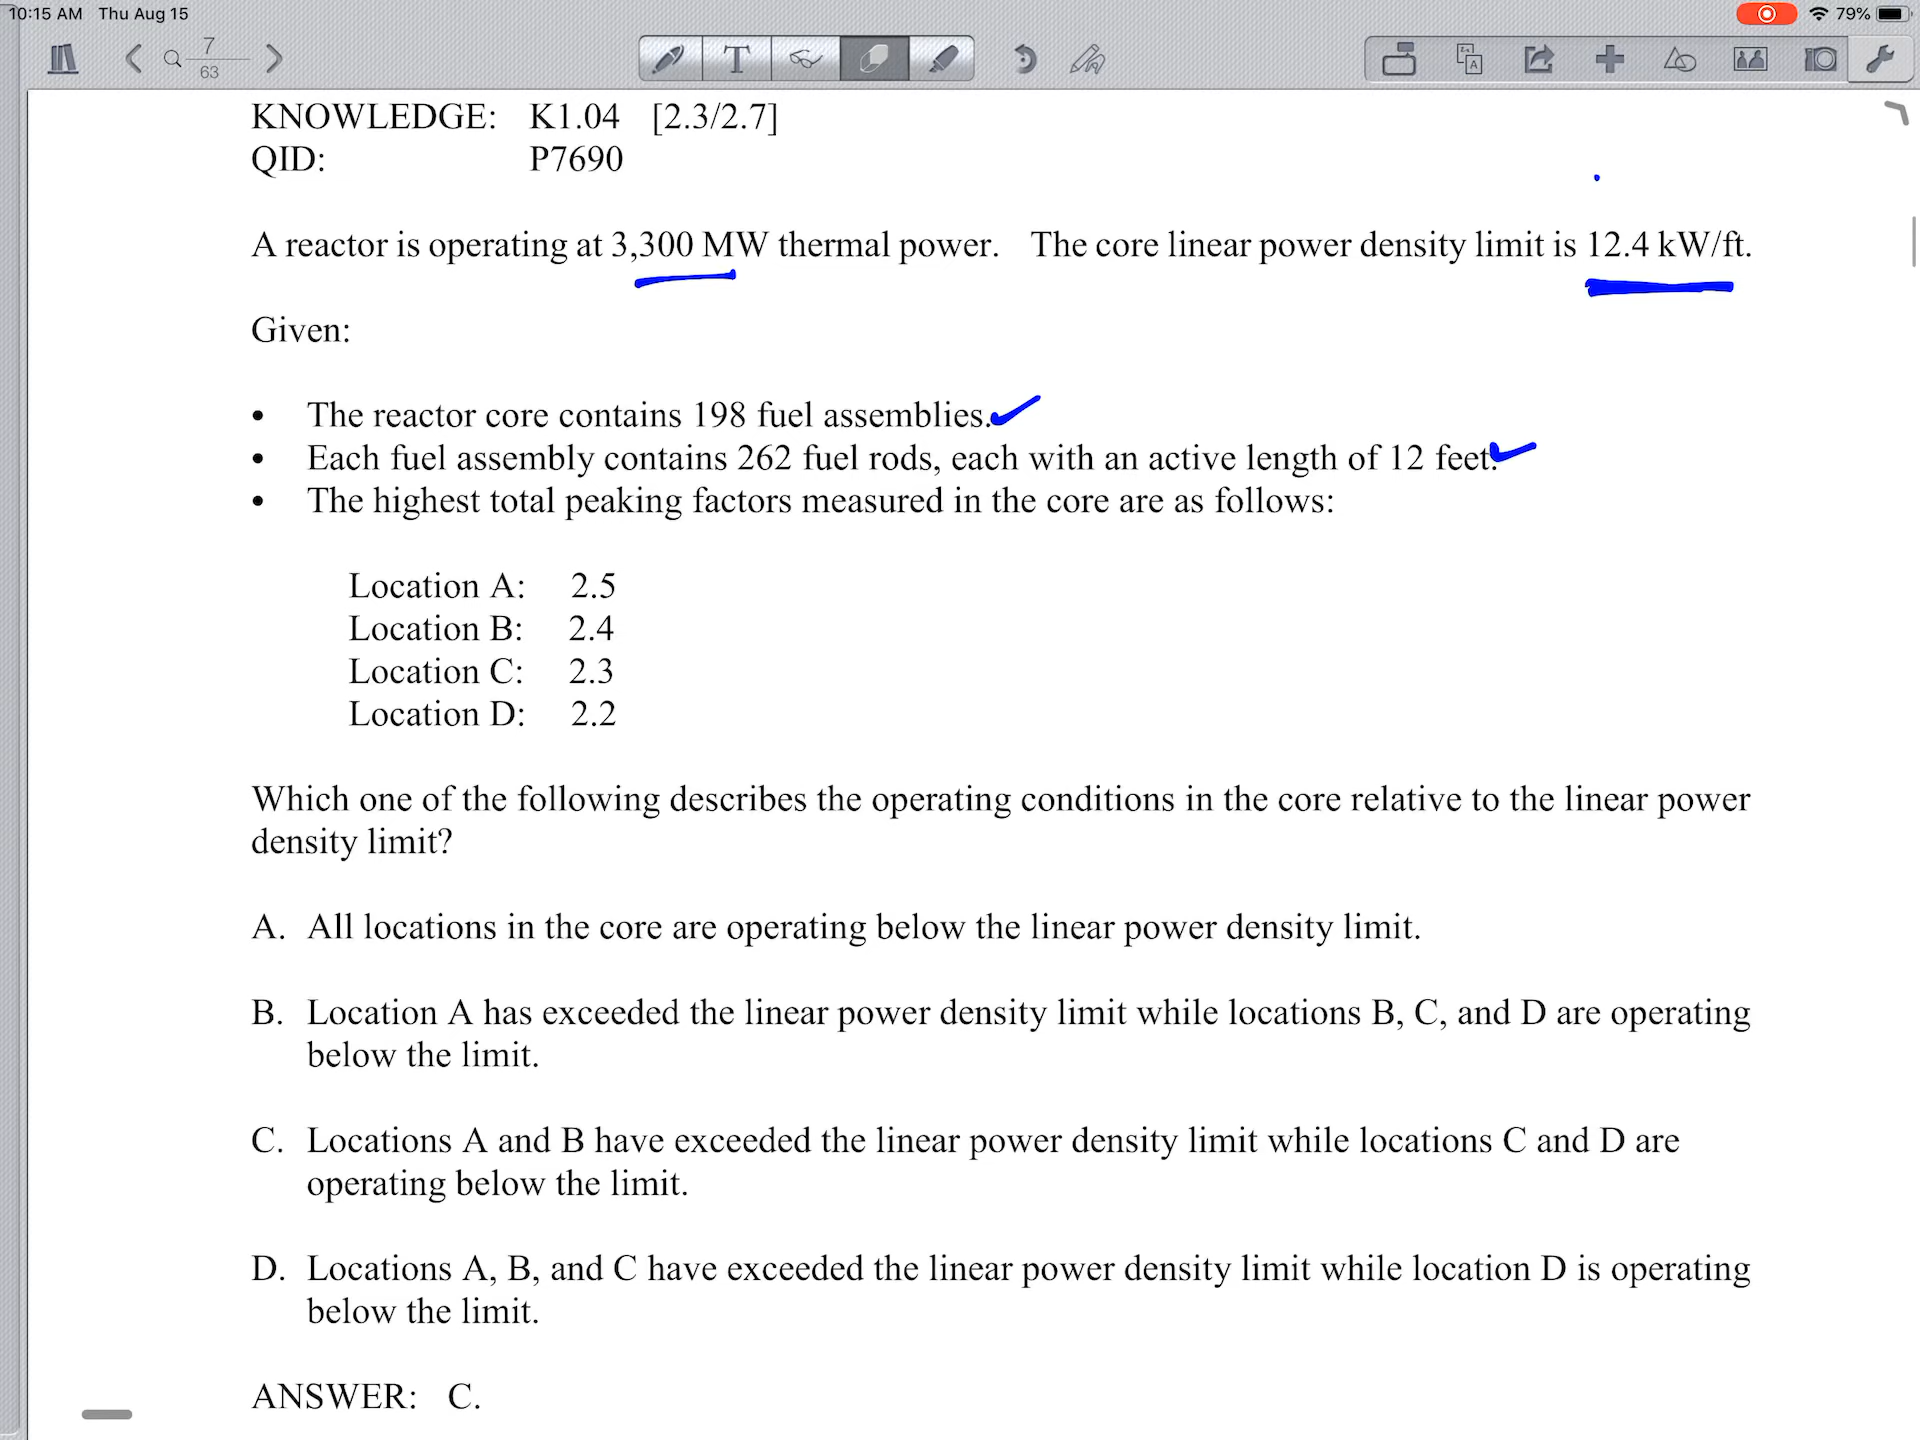 10:15 AM Thu Aug 15
79%
7
63
T
KNOWLEDGE: K1.04 [2.3/2.7]
QID: P7690
A reactor is operating at 3,300 MW thermal power. The core linear power density limit is 12.4 kW/ft.
Given:
• The reactor core contains 198 fuel assemblies.
• Each fuel assembly contains 262 fuel rods, each with an active length of 12 feet.
• The highest total peaking factors measured in the core are as follows:
Location A: 2.5
Location B: 2.4
Location C: 2.3
Location D: 2.2
Which one of the following describes the operating conditions in the core relative to the linear power
density limit?
A. All locations in the core are operating below the linear power density limit.
B. Location A has exceeded the linear power density limit while locations B, C, and D are operating
below the limit.
C. Locations A and B have exceeded the linear power density limit while locations C and D are
operating below the limit.
D. Locations A, B, and C have exceeded the linear power density limit while location D is operating
below the limit.
ANSWER: C.